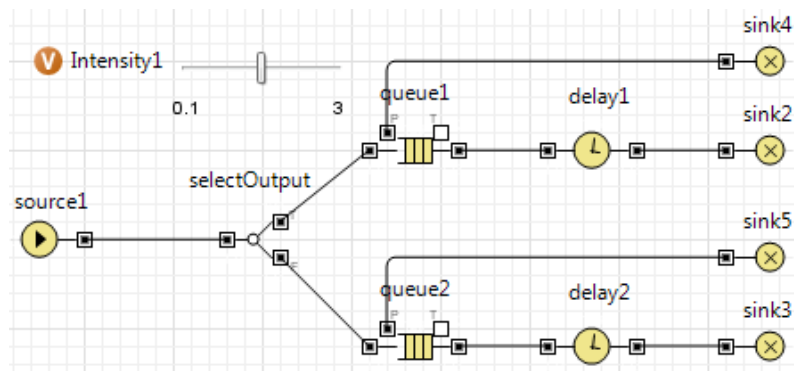 sink4
Intensity1
0.1
3
queue1
P
T
delay1
sink2
selectOutput
source1
sink5
F
queue2
P
T
delay2
sink3